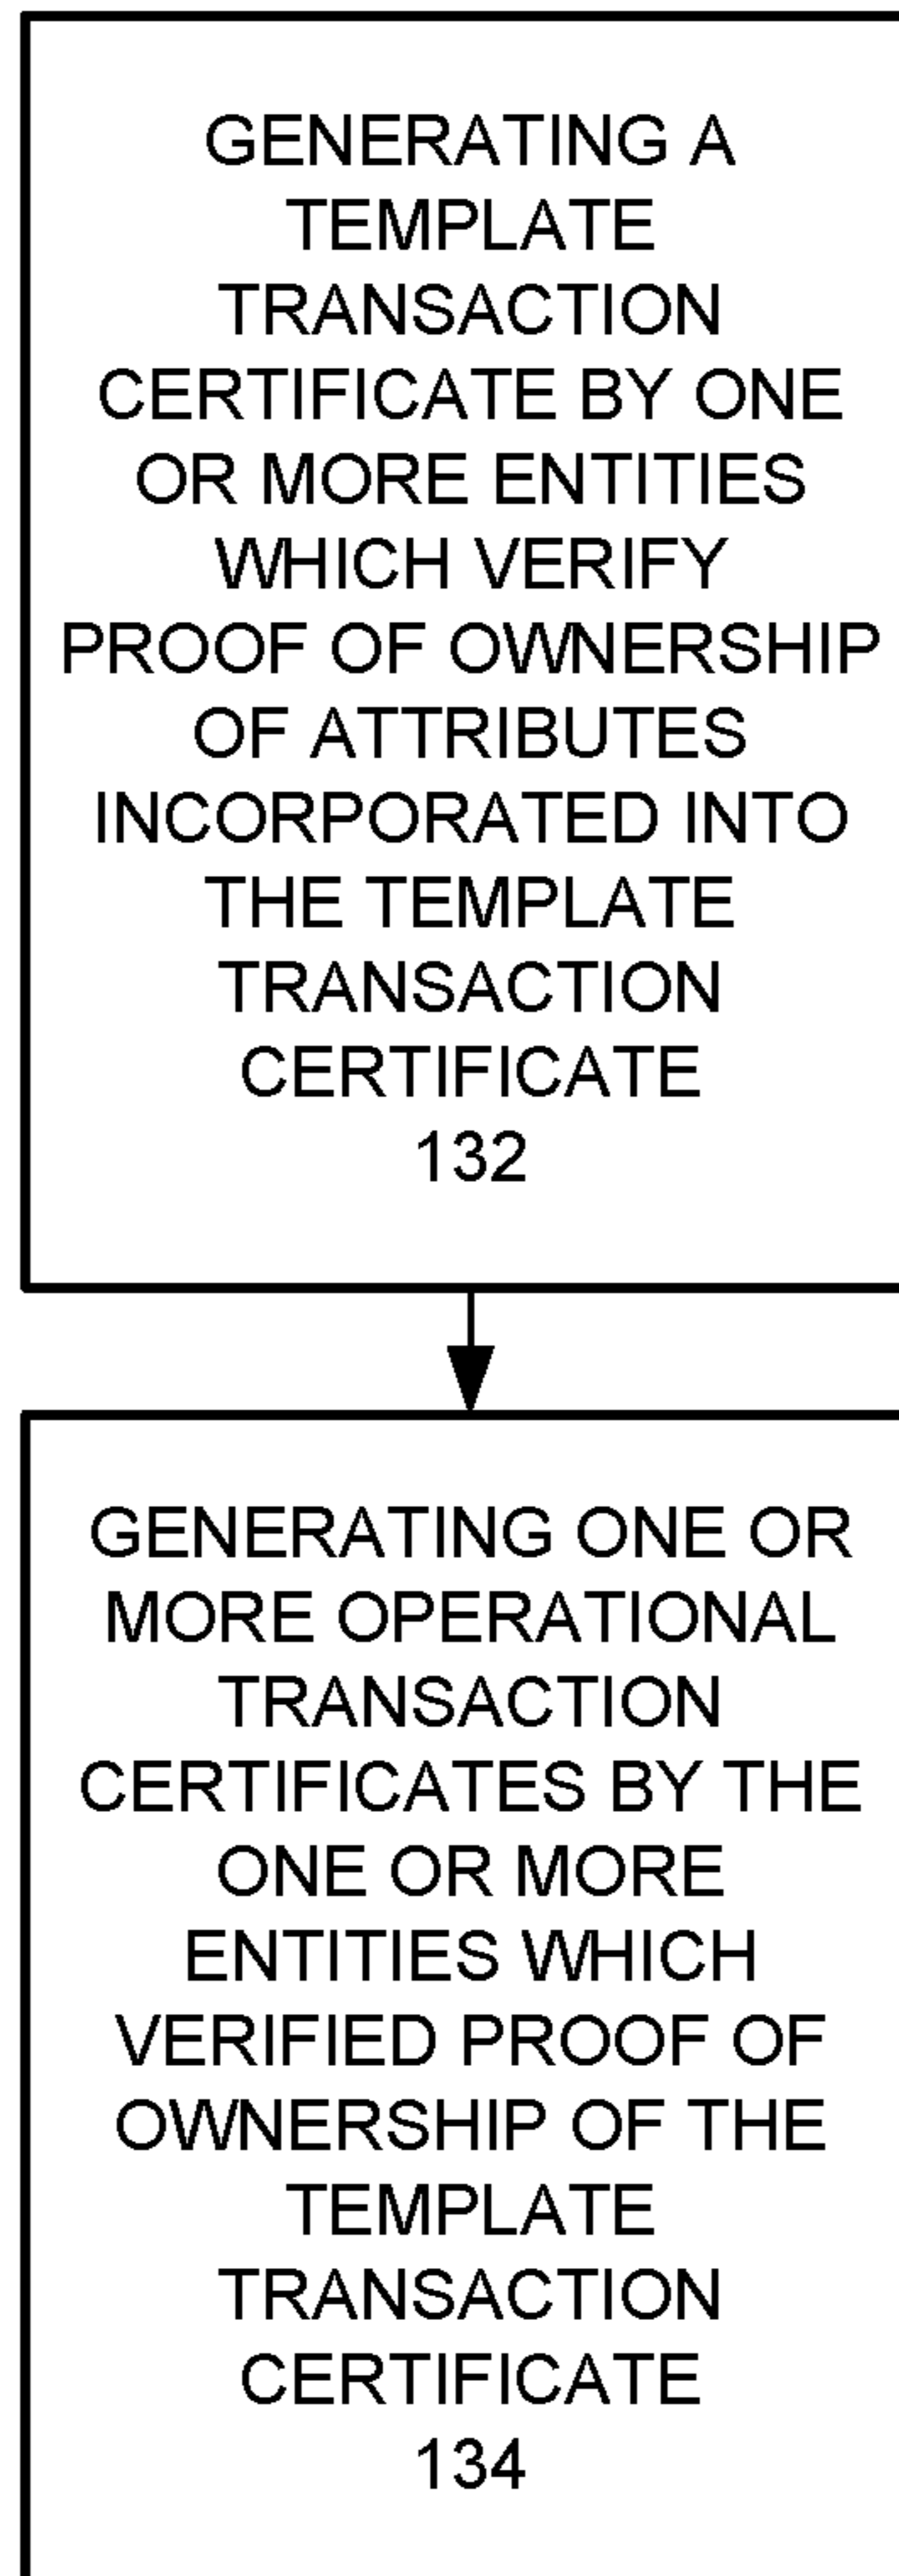 GENERATING A
TEMPLATE
TRANSACTION
CERTIFICATE BY ONE
OR MORE ENTITIES
WHICH VERIFY
PROOF OF OWNERSHIP
OF ATTRIBUTES
INCORPORATED INTO
THE TEMPLATE
TRANSACTION
CERTIFICATE
132
GENERATING ONE OR
MORE OPERATIONAL
TRANSACTION
CERTIFICATES BY THE
ONE OR MORE
ENTITIES WHICH
VERIFIED PROOF OF
OWNERSHIP OF THE
TEMPLATE
TRANSACTION
CERTIFICATE
134